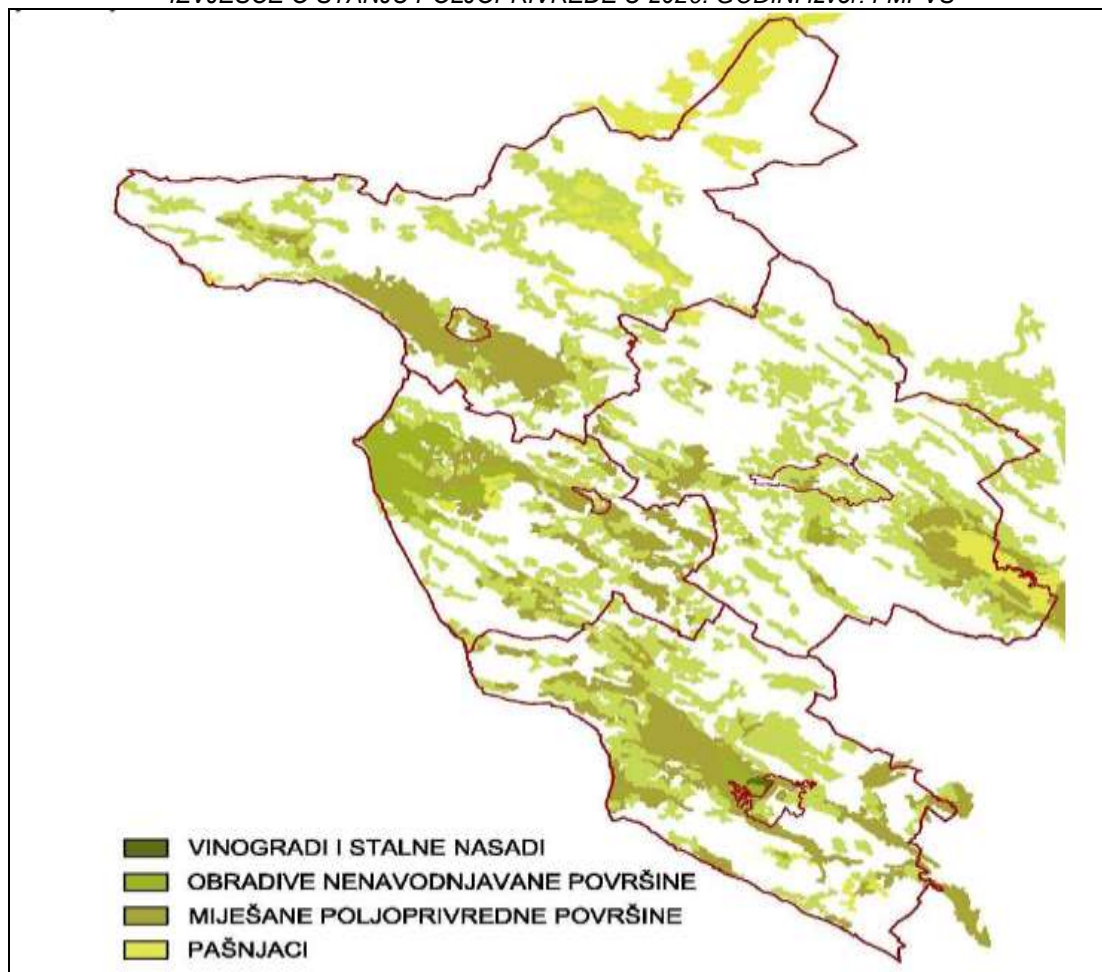 VINOGRADI I STALNE NASADI
OBRADIVE NENAVODNJAVANE POVRŠINE
MIJEŠANE POLJOPRIVREDNE POVRŠINE
PAŠNJACI